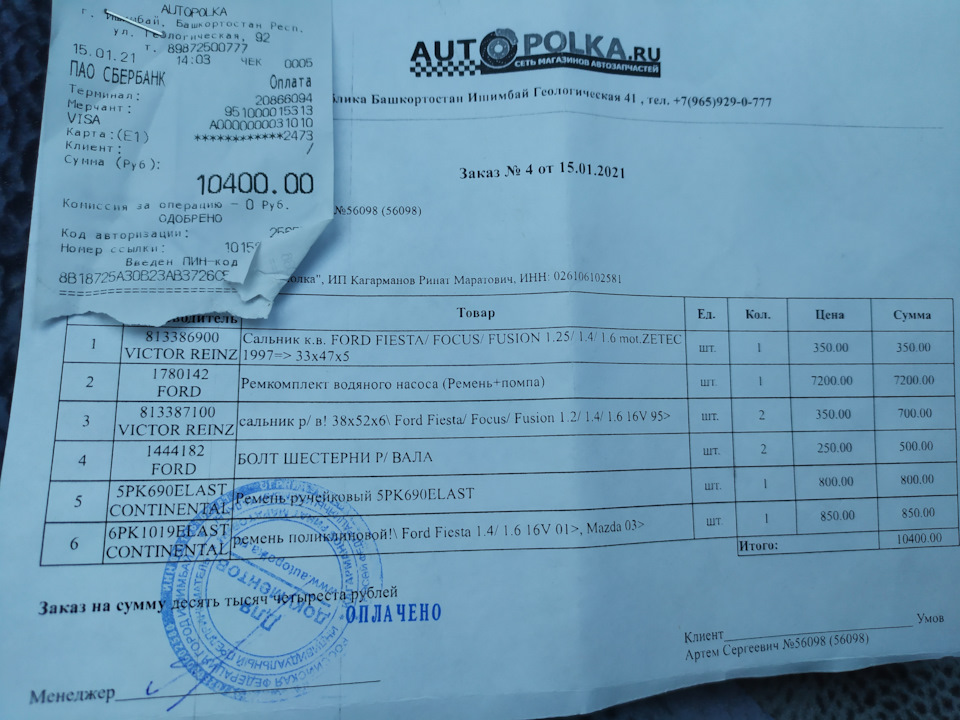 AUTOPOLKA
г. Ишимбай, Башкортостан Респ.
ул. Геологическая, 92
т. 89872500777
15.01.21 14:03 ЧЕК 0005
ПАО СБЕРБАНК Оплата
Терминал: 20866094
Мерчант: 951000015313
VISA A0000000031010
Карта:(E1) ************2473
Клиент: /
Сумма (Руб):
10400.00
Комиссия за операцию – 0 Руб.
ОДОБРЕНО
Код авторизации:
Номер ссылки:
Введен ПИН-код
8B18725A30B23AB3726C
==============================
AUTOPOLKA.RU
СЕТЬ МАГАЗИНОВ АВТОЗАПЧАСТЕЙ
блика Башкортостан Ишимбай Геологическая 41 , тел. +7(965)929-0-777
Заказ № 4 от 15.01.2021
№56098 (56098)
олка", ИП Кагарманов Ринат Маратович, ИНН: 026106102581
Товар Ед. Кол. Цена Сумма
1 813386900 VICTOR REINZ Сальник к.в. FORD FIESTA/ FOCUS/ FUSION 1.25/ 1.4/ 1.6 mot.ZETEC 1997=> 33x47x5 шт. 1 350.00 350.00
2 1780142 FORD Ремкомплект водяного насоса (Ремень+помпа) шт. 1 7200.00 7200.00
3 813387100 VICTOR REINZ сальник р/ в! 38x52x6\ Ford Fiesta/ Focus/ Fusion 1.2/ 1.4/ 1.6 16V 95> шт. 2 350.00 700.00
4 1444182 FORD БОЛТ ШЕСТЕРНИ Р/ ВАЛА шт. 2 250.00 500.00
5 5PK690ELAST CONTINENTAL Ремень ручейковый 5PK690ELAST шт. 1 800.00 800.00
6 6PK1019ELAST CONTINENTAL ремень поликлиновой!\ Ford Fiesta 1.4/ 1.6 16V 01>, Mazda 03> шт. 1 850.00 850.00
Итого: 10400.00
Заказ на сумму десять тысяч четыреста рублей
ОПЛАЧЕНО
Для
ДОКУМЕНТОВ
Клиент Умов
Артем Сергеевич №56098 (56098)
Менеджер